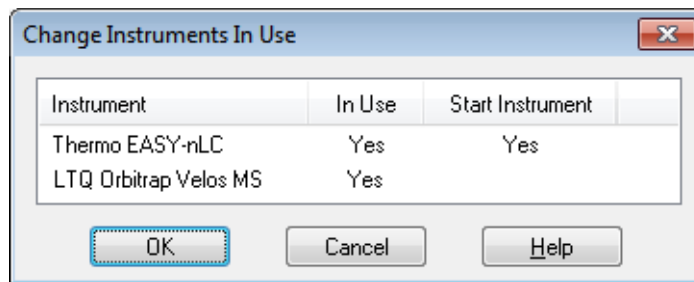 Change Instruments In Use
Instrument In Use Start Instrument
Thermo EASY-nLC Yes Yes
LTQ Orbitrap Velos MS Yes
OK Cancel Help